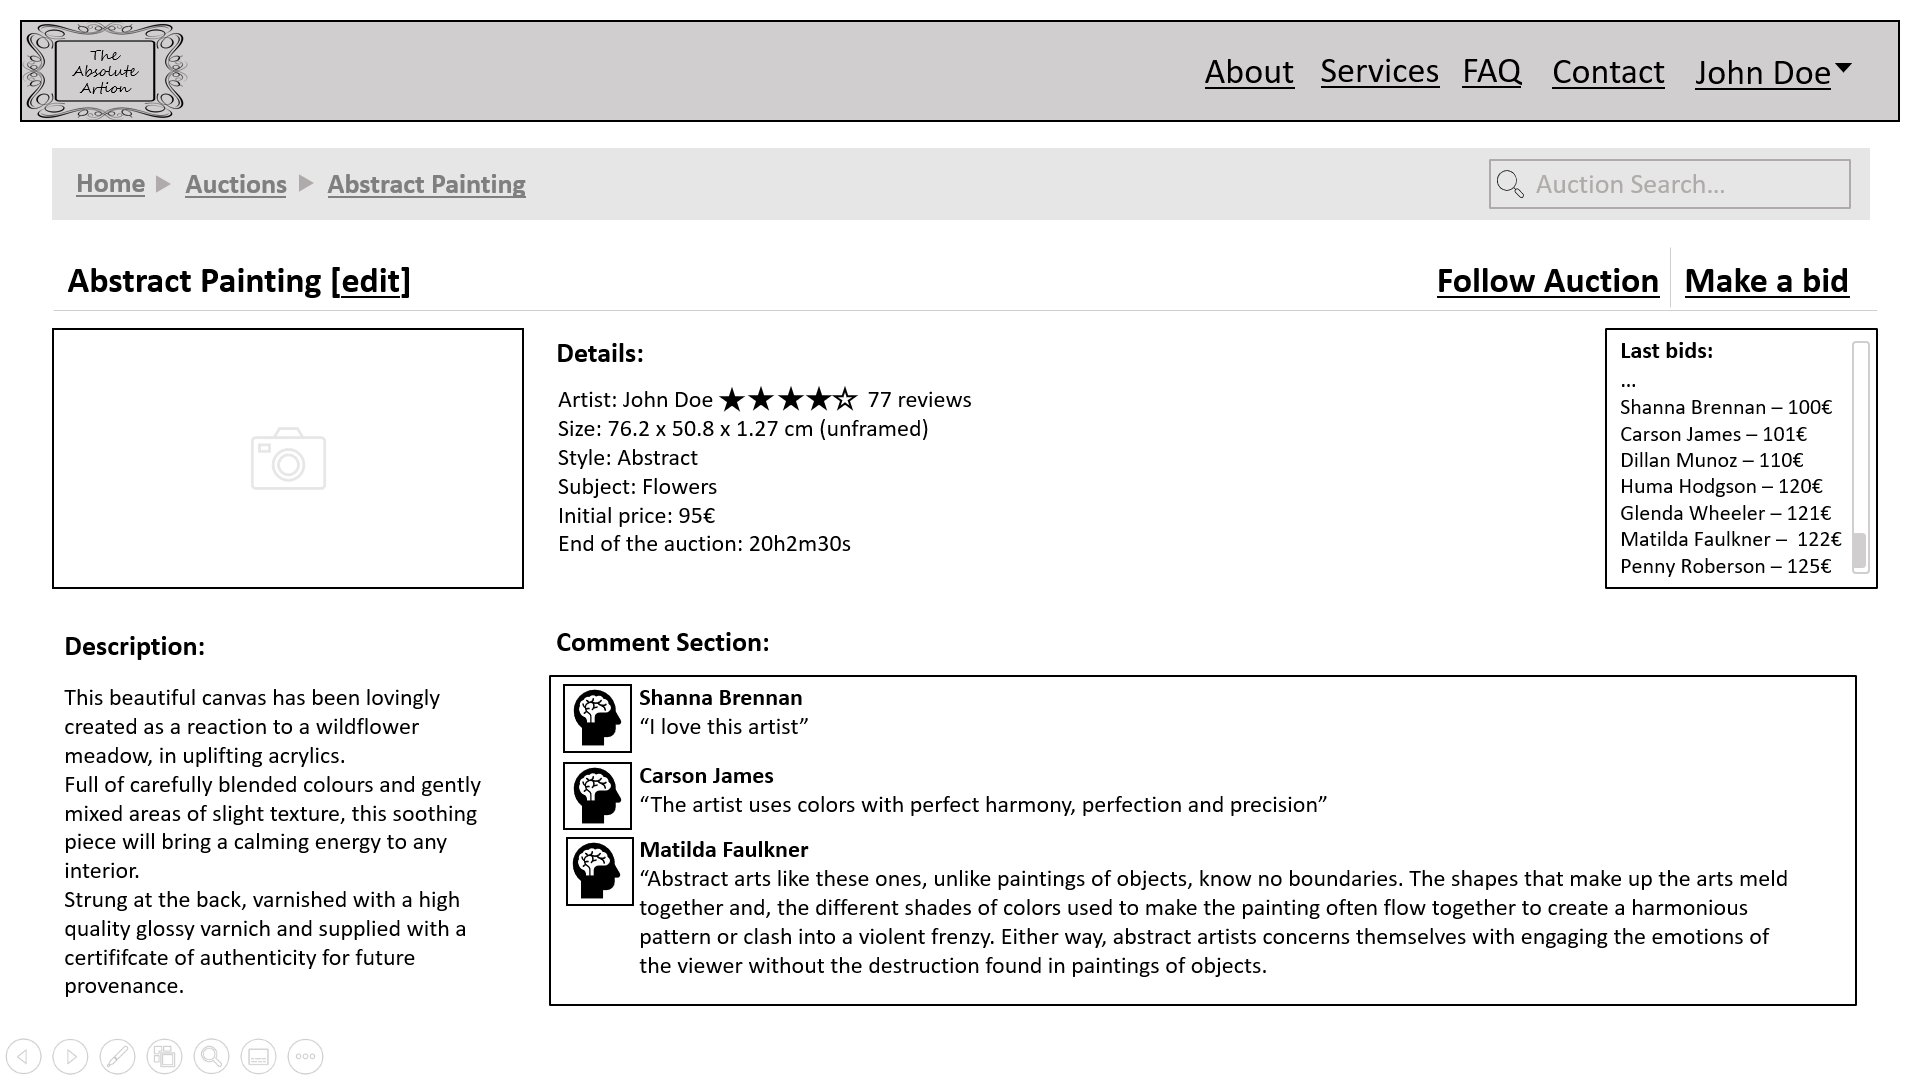 The
Absolute
Artion
About Services FAQ Contact John Doe
Home Auctions Abstract Painting
Auction Search...
Abstract Painting [edit]
Follow Auction Make a bid
Details:
Artist: John Doe ★★★★☆ 77 reviews
Size: 76.2 x 50.8 x 1.27 cm (unframed)
Style: Abstract
Subject: Flowers
Initial price: 95€
End of the auction: 20h2m30s
Last bids:
...
Shanna Brennan – 100€
Carson James – 101€
Dillan Munoz – 110€
Huma Hodgson – 120€
Glenda Wheeler – 121€
Matilda Faulkner – 122€
Penny Roberson – 125€
Description:
This beautiful canvas has been lovingly
created as a reaction to a wildflower
meadow, in uplifting acrylics.
Full of carefully blended colours and gently
mixed areas of slight texture, this soothing
piece will bring a calming energy to any
interior.
Strung at the back, varnished with a high
quality glossy varnich and supplied with a
certififcate of authenticity for future
provenance.
Comment Section:
Shanna Brennan
“I love this artist”
Carson James
“The artist uses colors with perfect harmony, perfection and precision”
Matilda Faulkner
“Abstract arts like these ones, unlike paintings of objects, know no boundaries. The shapes that make up the arts meld
together and, the different shades of colors used to make the painting often flow together to create a harmonious
pattern or clash into a violent frenzy. Either way, abstract artists concerns themselves with engaging the emotions of
the viewer without the destruction found in paintings of objects.